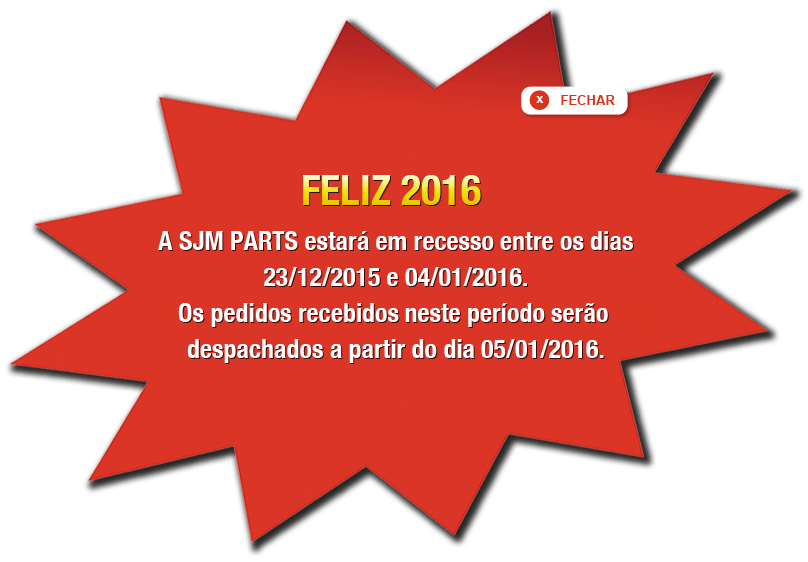 x FECHAR
FELIZ 2016
A SJM PARTS estará em recesso entre os dias
23/12/2015 e 04/01/2016.
Os pedidos recebidos neste período serão
despachados a partir do dia 05/01/2016.